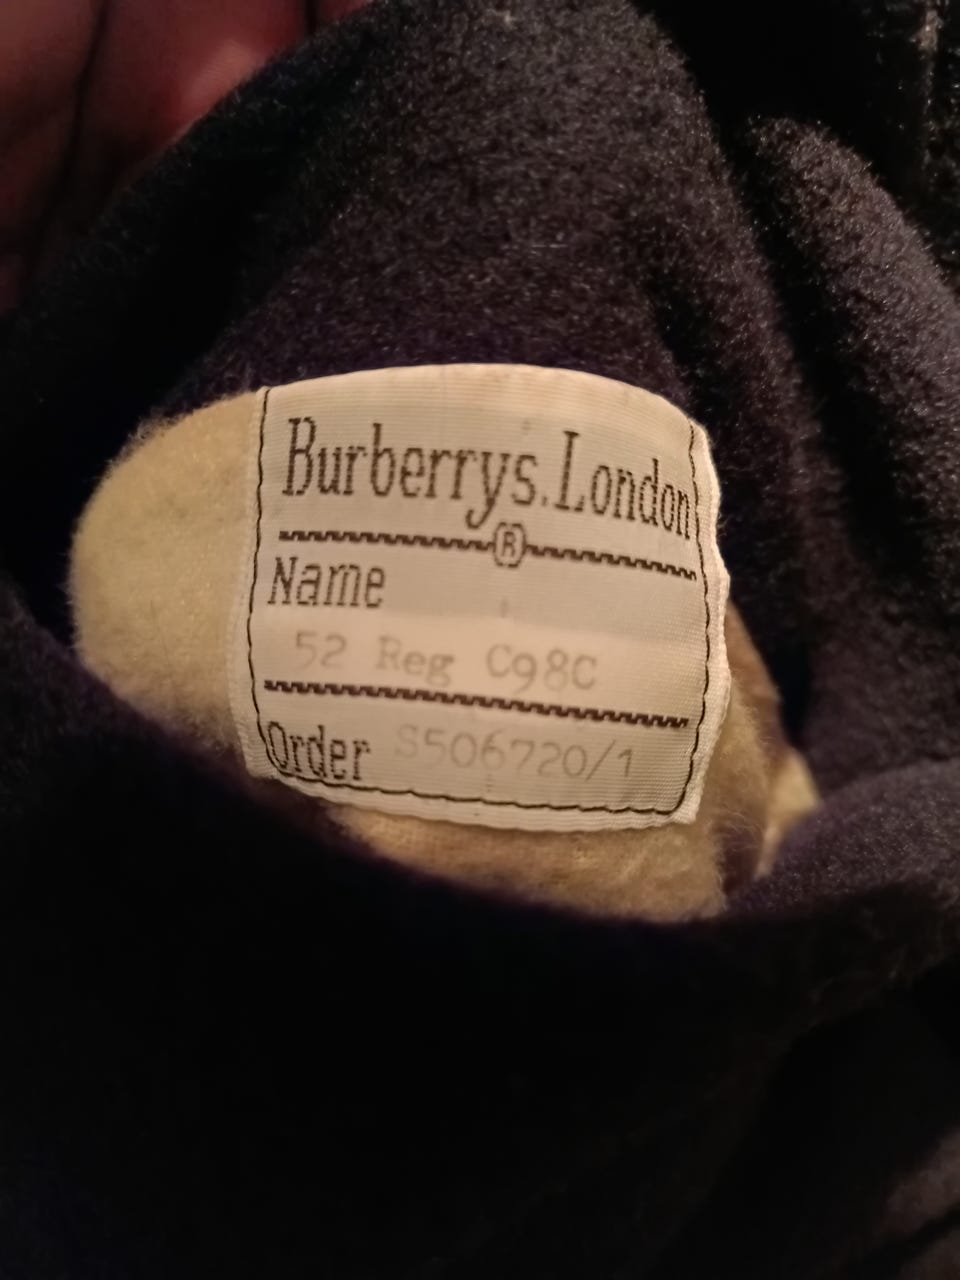 Burberrys.London
R
Name
52 Reg C98C
Order S506720/1